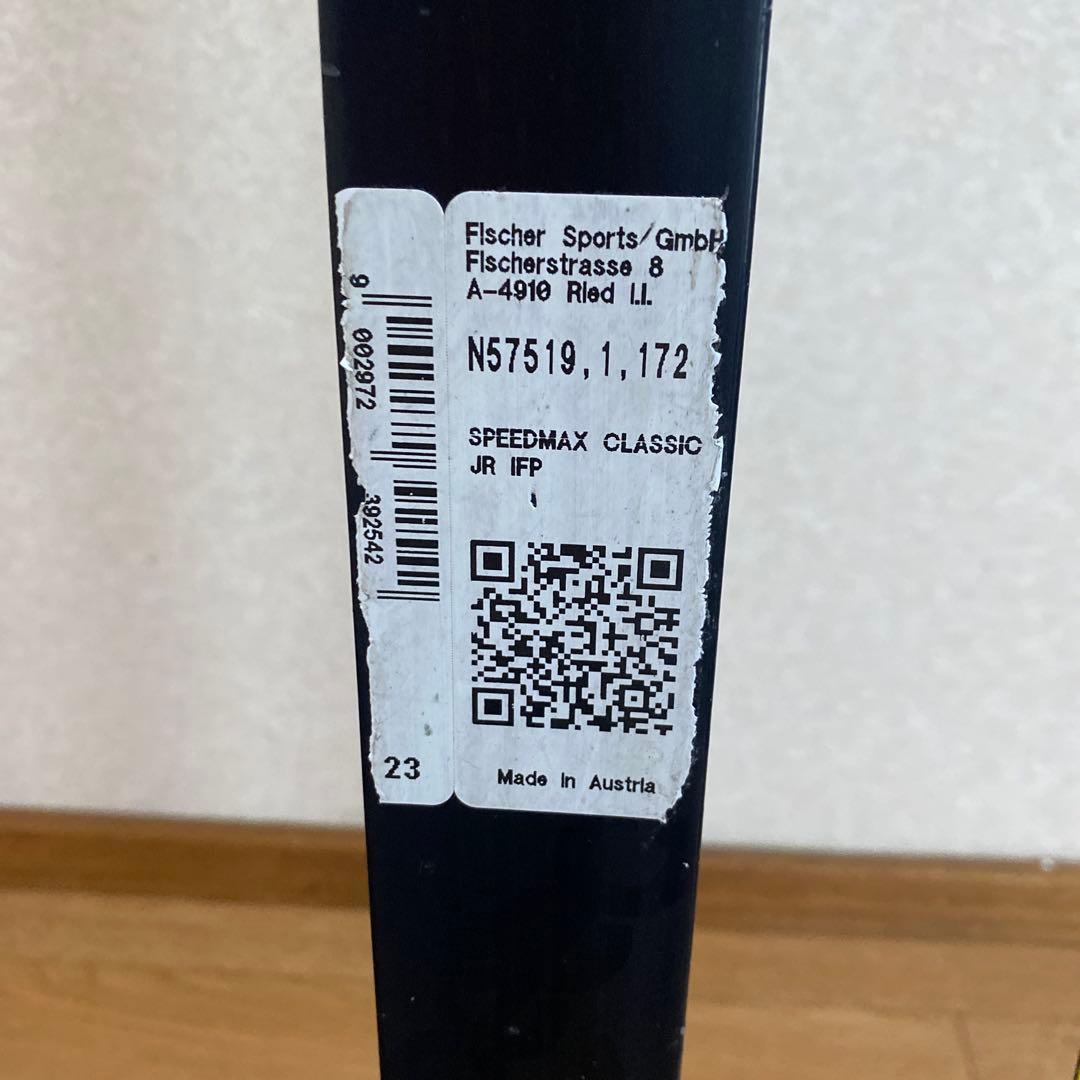 Fischer Sports GmbH
Fischerstrasse 8
A-4910 Ried I.I.
N57519,1,172
SPEEDMAX CLASSIC
JR IFP
Made in Austria
9 002972 392542
23